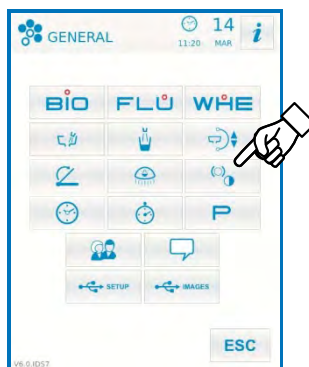 GENERAL
14
11:20 MAR
i
BIO FLU WHE
P
SETUP IMAGES
ESC
V6.0.IDS7